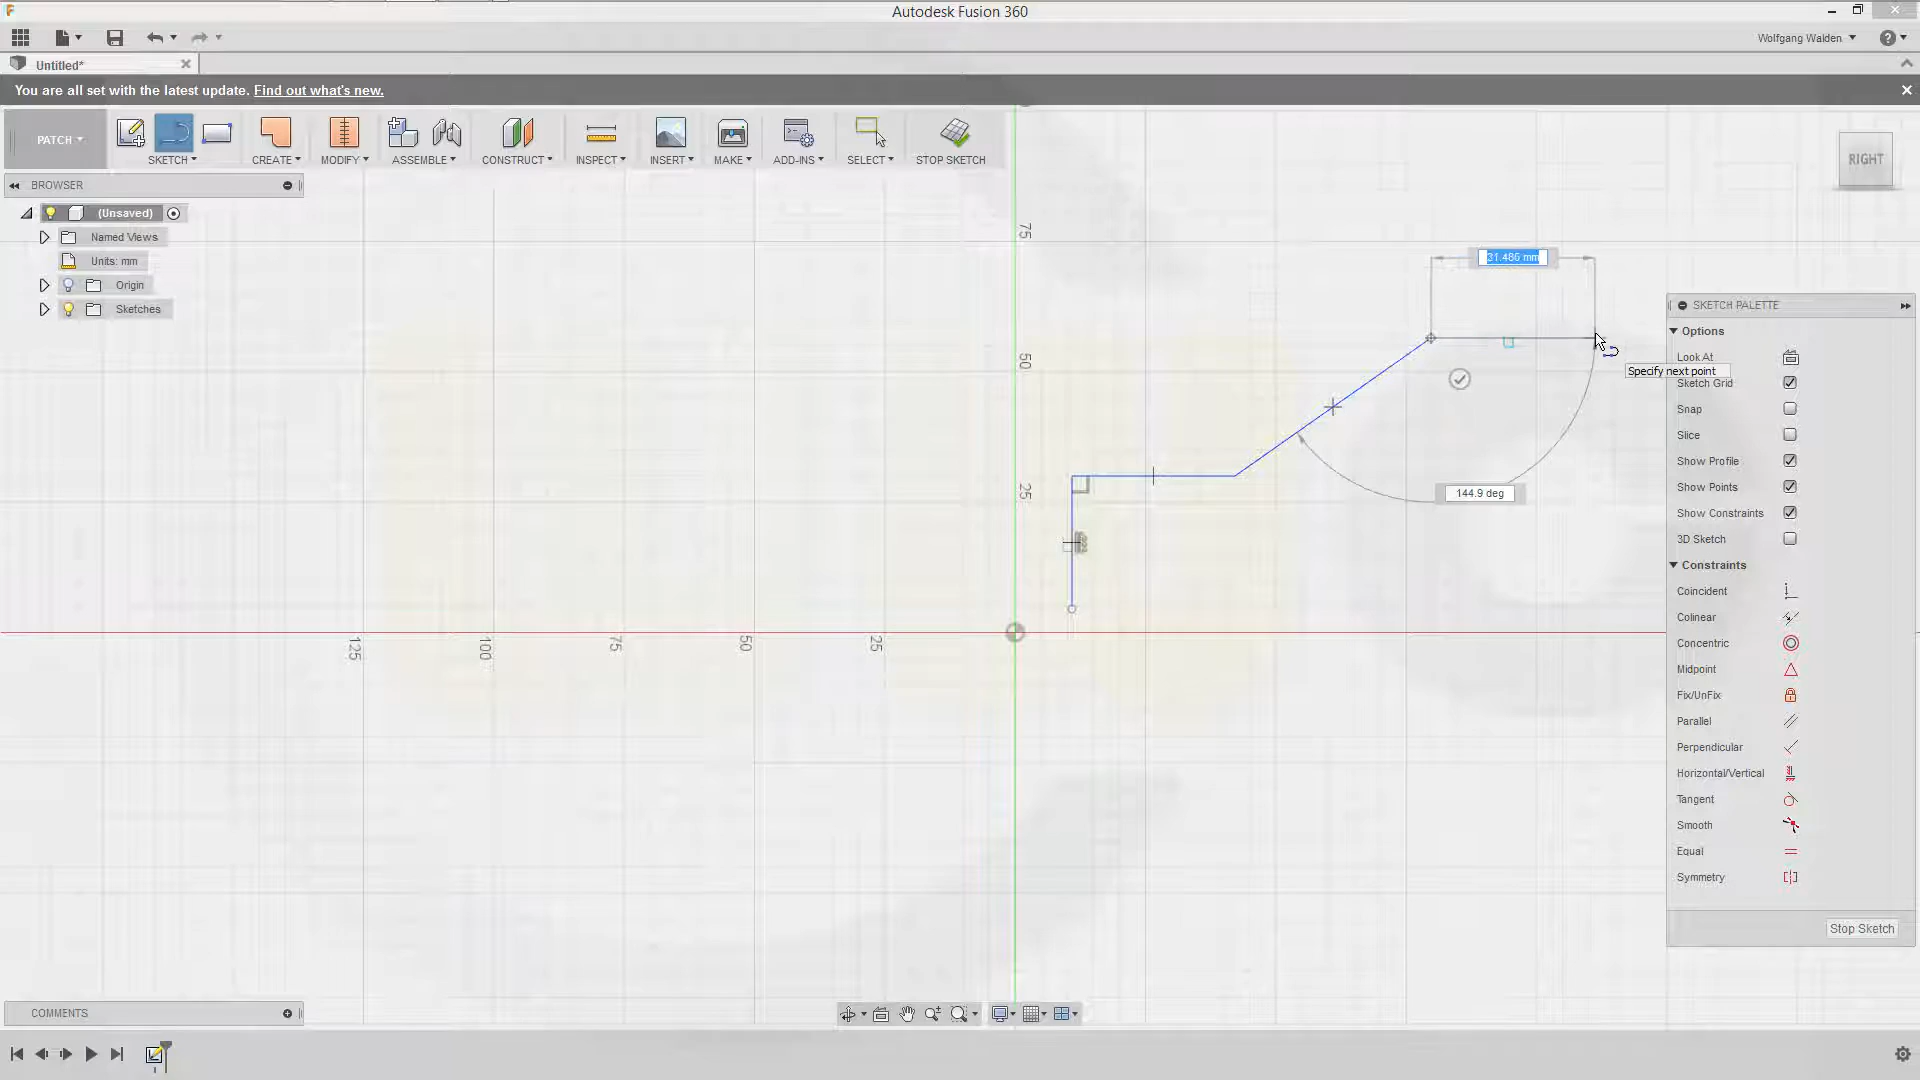 Autodesk Fusion 360
Wolfgang Walden
Untitled*
You are all set with the latest update. Find out what's new.
PATCH
SKETCH
CREATE
MODIFY
ASSEMBLE
CONSTRUCT
INSPECT
INSERT
MAKE
ADD-INS
SELECT
STOP SKETCH
RIGHT
BROWSER
(Unsaved)
Named Views
Units: mm
Origin
Sketches
75
50
25
125
100
75
50
25
31.486 mm
144.9 deg
Specify next point
SKETCH PALETTE
Options
Look At
Sketch Grid
Snap
Slice
Show Profile
Show Points
Show Constraints
3D Sketch
Constraints
Coincident
Colinear
Concentric
Midpoint
Fix/UnFix
Parallel
Perpendicular
Horizontal/Vertical
Tangent
Smooth
Equal
Symmetry
Stop Sketch
COMMENTS